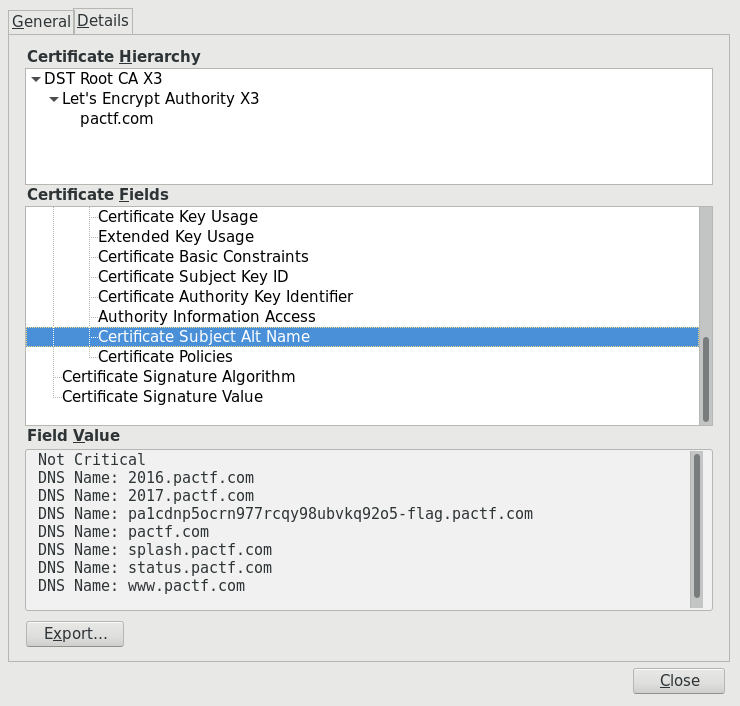 General Details
Certificate Hierarchy
DST Root CA X3
Let's Encrypt Authority X3
pactf.com
Certificate Fields
Certificate Key Usage
Extended Key Usage
Certificate Basic Constraints
Certificate Subject Key ID
Certificate Authority Key Identifier
Authority Information Access
Certificate Subject Alt Name
Certificate Policies
Certificate Signature Algorithm
Certificate Signature Value
Field Value
Not Critical
DNS Name: 2016.pactf.com
DNS Name: 2017.pactf.com
DNS Name: pa1cdnp5ocrn977rcqy98ubvkq92o5-flag.pactf.com
DNS Name: pactf.com
DNS Name: splash.pactf.com
DNS Name: status.pactf.com
DNS Name: www.pactf.com
Export...
Close